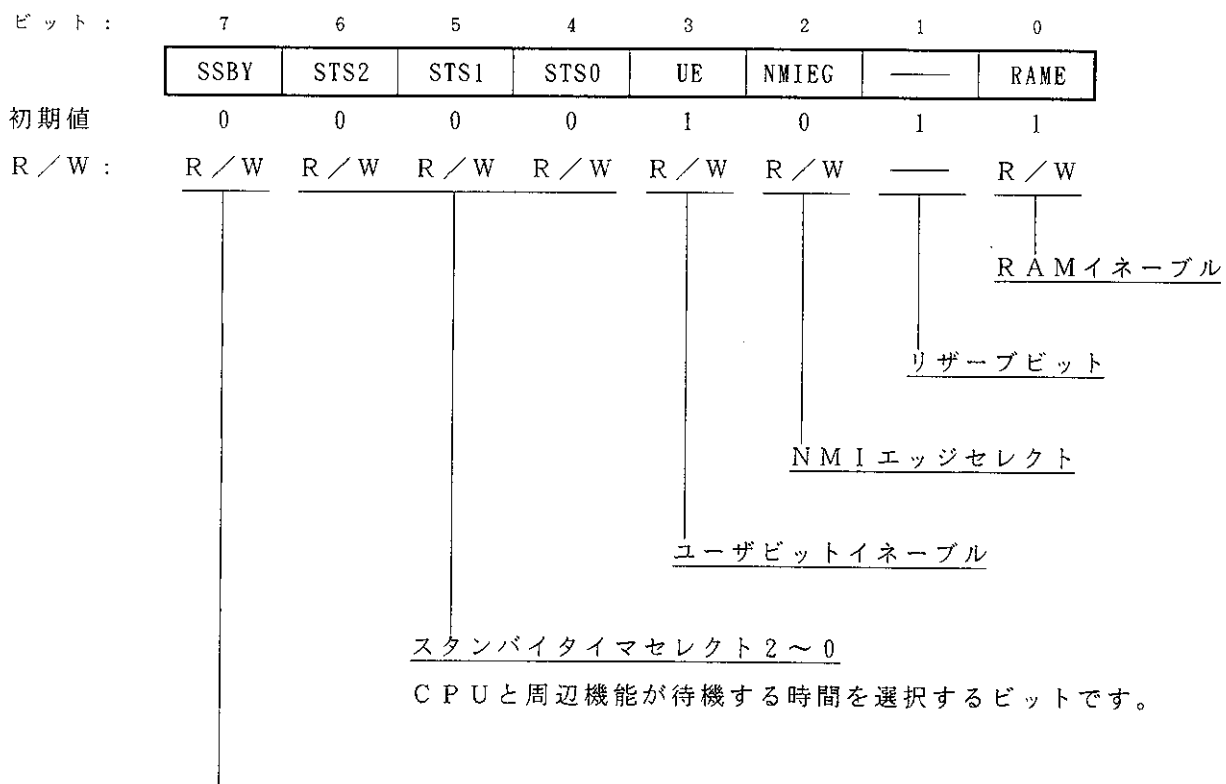 ビット： 7 6 5 4 3 2 1 0
SSBY STS2 STS1 STS0 UE NMIEG ── RAME
初期値 0 0 0 0 1 0 1 1
R／W： R／W R／W R／W R／W R／W R／W ── R／W
RAMイネーブル
リザーブビット
NMIエッジセレクト
ユーザビットイネーブル
スタンバイタイマセレクト2～0
CPUと周辺機能が待機する時間を選択するビットです。